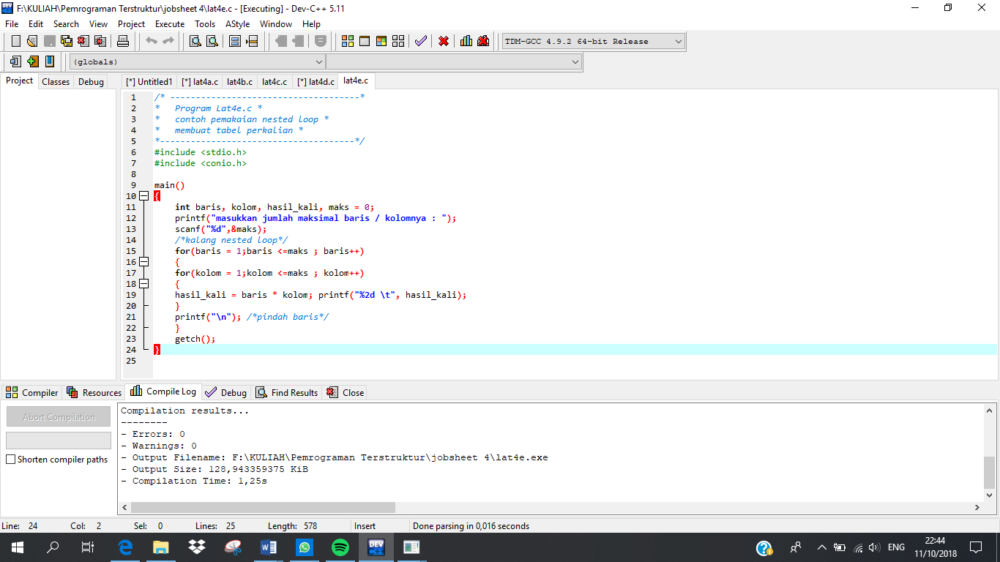 F:\KULIAH\Pemrograman Terstruktur\jobsheet 4\lat4e.c - [Executing] - Dev-C++ 5.11
File Edit Search View Project Execute Tools AStyle Window Help
TDM-GCC 4.9.2 64-bit Release
(globals)
Project Classes Debug [*] Untitled1 [*] lat4a.c lat4b.c lat4c.c [*] lat4d.c lat4e.c
1 /* -------------------------------------*
2 *   Program Lat4e.c *
3 *   contoh pemakaian nested loop *
4 *   membuat tabel perkalian *
5 *--------------------------------------*/
6 #include <stdio.h>
7 #include <conio.h>
8
9 main()
10 {
11     int baris, kolom, hasil_kali, maks = 0;
12     printf("masukkan jumlah maksimal baris / kolomnya : ");
13     scanf("%d",&maks);
14     /*kalang nested loop*/
15     for(baris = 1;baris <=maks ; baris++)
16     {
17     for(kolom = 1;kolom <=maks ; kolom++)
18     {
19     hasil_kali = baris * kolom; printf("%2d \t", hasil_kali);
20     }
21     printf("\n"); /*pindah baris*/
22     }
23     getch();
24 }
25
Compiler Resources Compile Log Debug Find Results Close
Abort Compilation
Shorten compiler paths
Compilation results...
--------
- Errors: 0
- Warnings: 0
- Output Filename: F:\KULIAH\Pemrograman Terstruktur\jobsheet 4\lat4e.exe
- Output Size: 128,943359375 KiB
- Compilation Time: 1,25s
Line: 24 Col: 2 Sel: 0 Lines: 25 Length: 578 Insert Done parsing in 0,016 seconds
DEV
ENG
22:44
11/10/2018